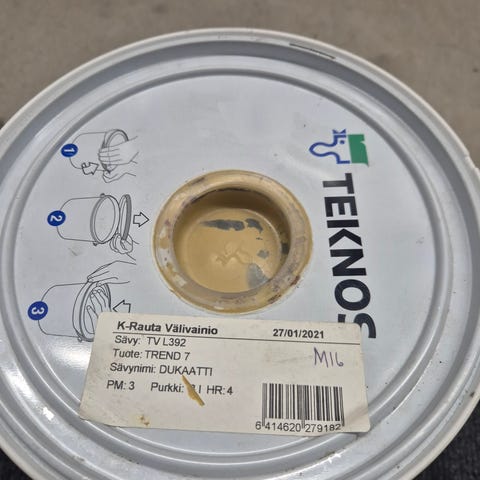 1
2
3
TEKNOS
K-Rauta Välivainio 27/01/2021
Sävy: TV L392
Tuote: TREND 7
Sävynimi: DUKAATTI
PM: 3 Purkki: l HR: 4
M16
6 414620 279182